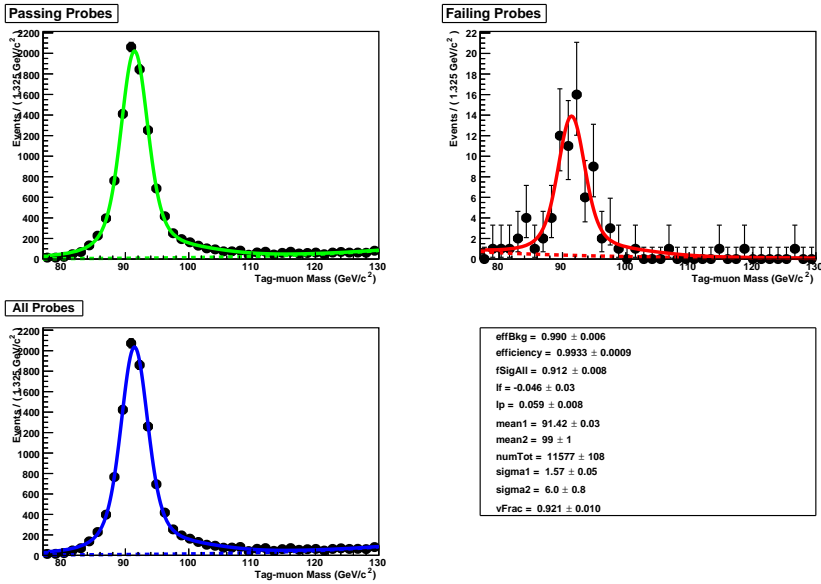 Passing Probes
Events / ( 1.325 GeV/c² )
2200
2000
1800
1600
1400
1200
1000
800
600
400
200
0
80 90 100 110 120 130
Tag-muon Mass (GeV/c²)
Failing Probes
Events / ( 1.325 GeV/c² )
22
20
18
16
14
12
10
8
6
4
2
0
80 90 100 110 120 130
Tag-muon Mass (GeV/c²)
All Probes
Events / ( 1.325 GeV/c² )
2200
2000
1800
1600
1400
1200
1000
800
600
400
200
0
80 90 100 110 120 130
Tag-muon Mass (GeV/c²)
effBkg = 0.990 ± 0.006
efficiency = 0.9933 ± 0.0009
fSigAll = 0.912 ± 0.008
lf = -0.046 ± 0.03
lp = 0.059 ± 0.008
mean1 = 91.42 ± 0.03
mean2 = 99 ± 1
numTot = 11577 ± 108
sigma1 = 1.57 ± 0.05
sigma2 = 6.0 ± 0.8
vFrac = 0.921 ± 0.010